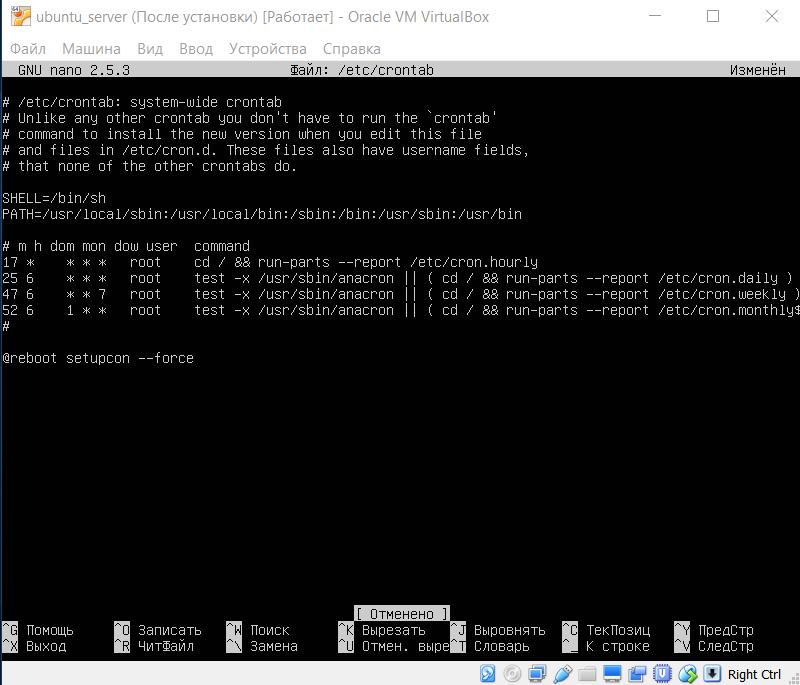 ubuntu_server (После установки) [Работает] - Oracle VM VirtualBox
Файл Машина Вид Ввод Устройства Справка
GNU nano 2.5.3 Файл: /etc/crontab Изменён
# /etc/crontab: system-wide crontab
# Unlike any other crontab you don't have to run the `crontab'
# command to install the new version when you edit this file
# and files in /etc/cron.d. These files also have username fields,
# that none of the other crontabs do.
SHELL=/bin/sh
PATH=/usr/local/sbin:/usr/local/bin:/sbin:/bin:/usr/sbin:/usr/bin
# m h dom mon dow user command
17 * * * * root cd / && run-parts --report /etc/cron.hourly
25 6 * * * root test -x /usr/sbin/anacron || ( cd / && run-parts --report /etc/cron.daily )
47 6 * * 7 root test -x /usr/sbin/anacron || ( cd / && run-parts --report /etc/cron.weekly )
52 6 1 * * root test -x /usr/sbin/anacron || ( cd / && run-parts --report /etc/cron.monthly$
#
@reboot setupcon --force
[ Отменено ]
^G Помощь ^O Записать ^W Поиск ^K Вырезать ^J Выровнять ^C ТекПозиц ^Y ПредСтр
^X Выход ^R ЧитФайл ^\ Замена ^U Отмен. выре^T Словарь ^_ К строке ^V СледСтр
Right Ctrl